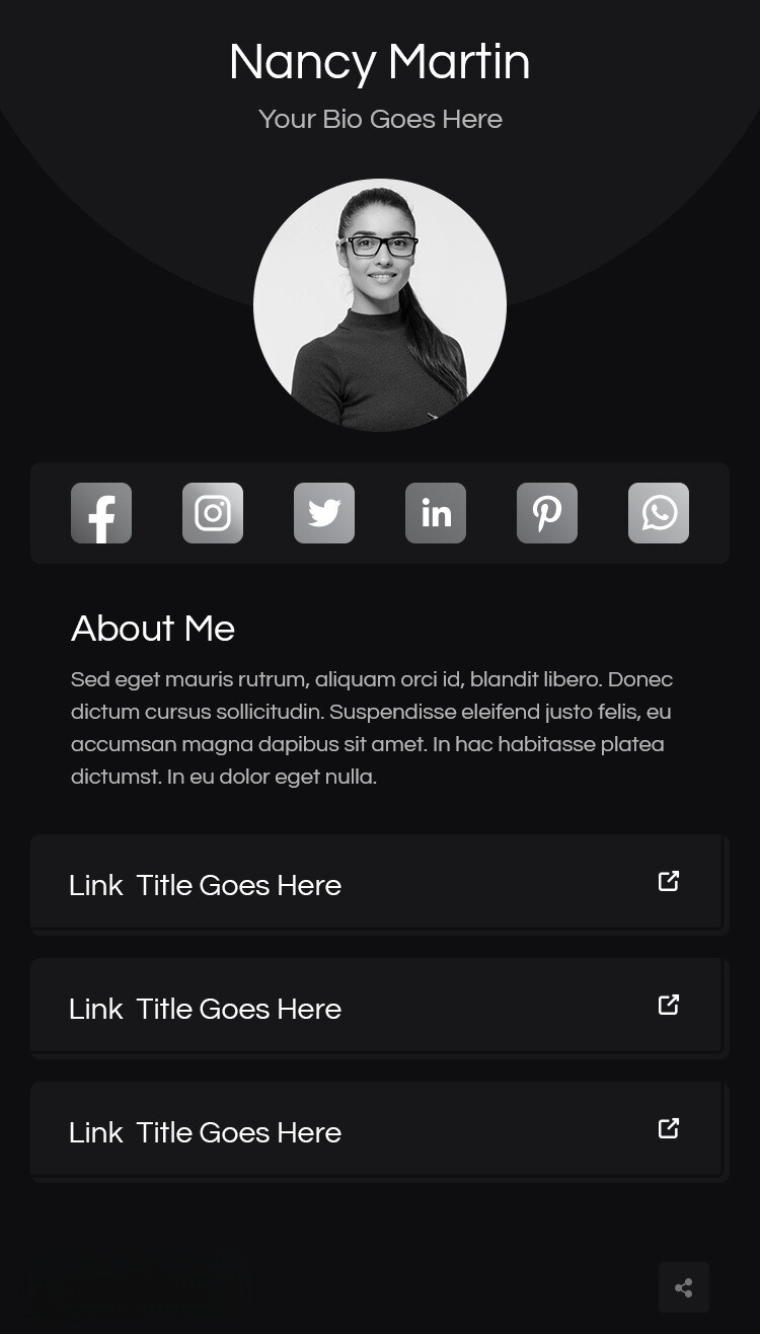 Nancy Martin
Your Bio Goes Here
About Me
Sed eget mauris rutrum, aliquam orci id, blandit libero. Donec
dictum cursus sollicitudin. Suspendisse eleifend justo felis, eu
accumsan magna dapibus sit amet. In hac habitasse platea
dictumst. In eu dolor eget nulla.
Link  Title Goes Here
Link  Title Goes Here
Link  Title Goes Here